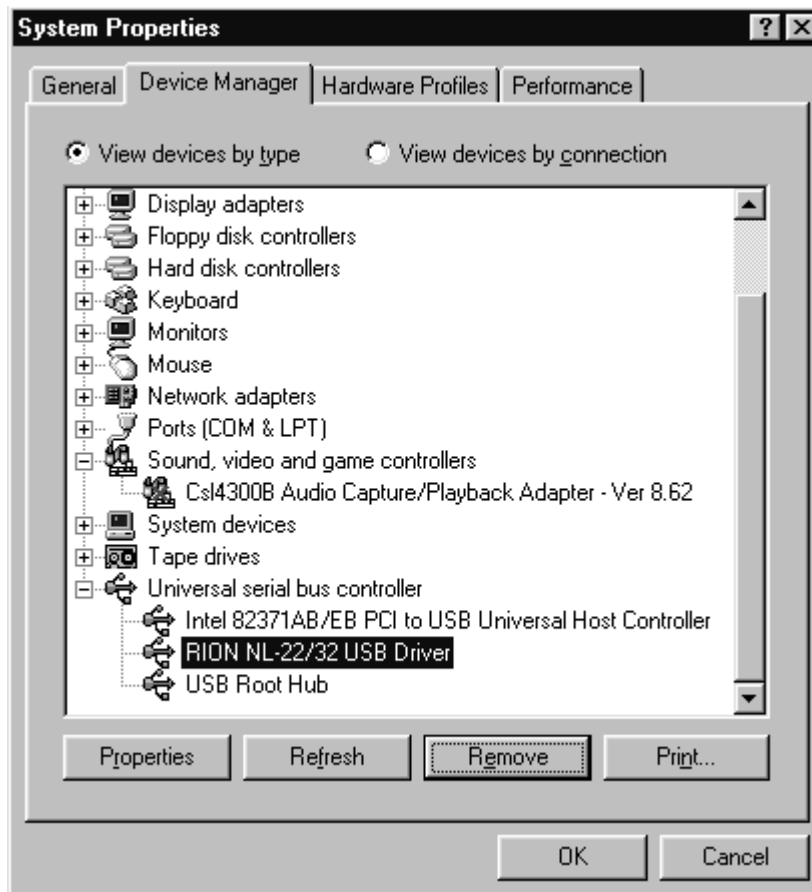 System Properties
General Device Manager Hardware Profiles Performance
View devices by type View devices by connection
Display adapters
Floppy disk controllers
Hard disk controllers
Keyboard
Monitors
Mouse
Network adapters
Ports (COM & LPT)
Sound, video and game controllers
Csl4300B Audio Capture/Playback Adapter - Ver 8.62
System devices
Tape drives
Universal serial bus controller
Intel 82371AB/EB PCI to USB Universal Host Controller
RION NL-22/32 USB Driver
USB Root Hub
Properties Refresh Remove Print...
OK Cancel